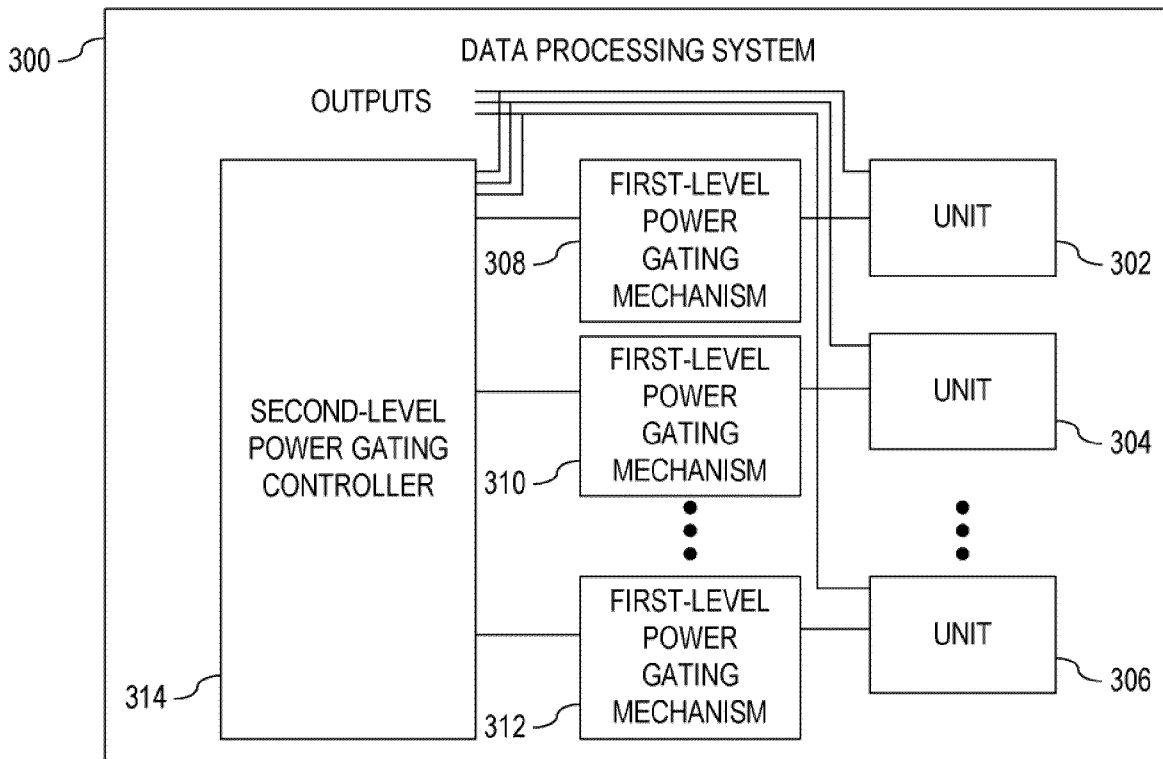 300
DATA PROCESSING SYSTEM
OUTPUTS
FIRST-LEVEL
POWER
GATING
MECHANISM
308
UNIT
302
SECOND-LEVEL
POWER GATING
CONTROLLER
314
FIRST-LEVEL
POWER
GATING
MECHANISM
310
UNIT
304
FIRST-LEVEL
POWER
GATING
MECHANISM
312
UNIT
306